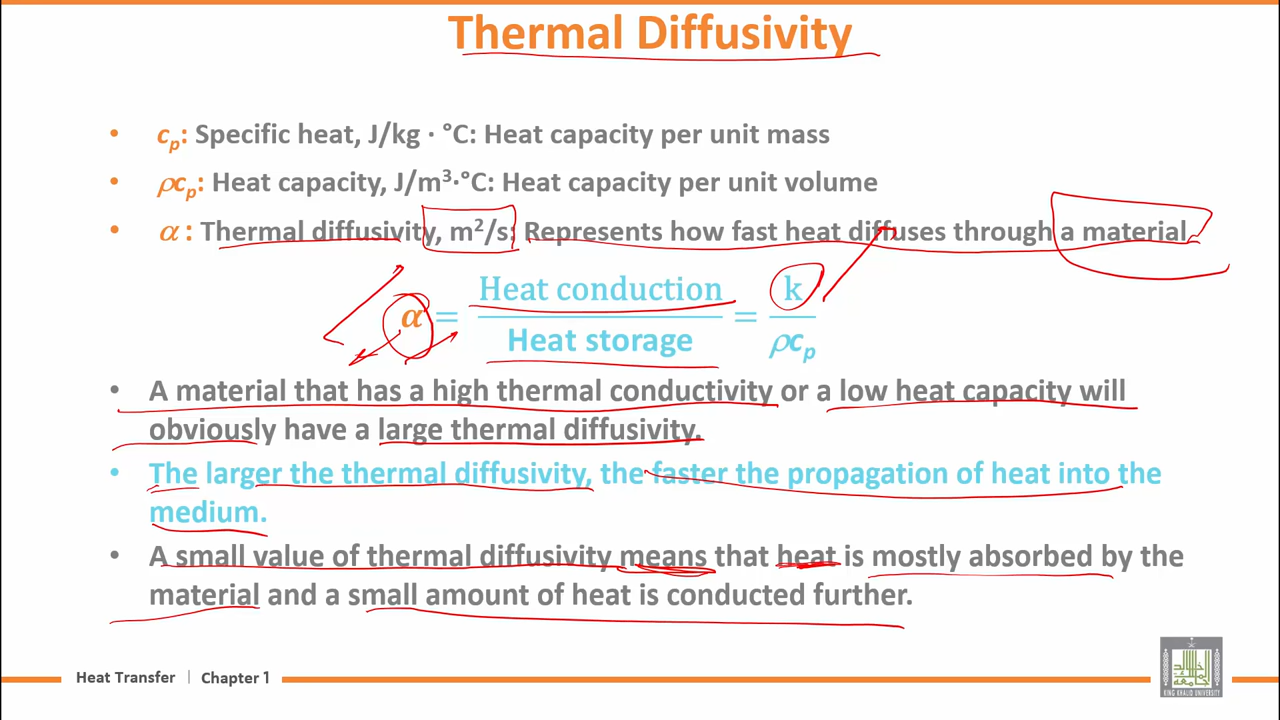 Thermal Diffusivity
• cp: Specific heat, J/kg · °C: Heat capacity per unit mass
• ρcp: Heat capacity, J/m³·°C: Heat capacity per unit volume
• α : Thermal diffusivity, m²/s: Represents how fast heat diffuses through a material.
α = Heat conduction / Heat storage = k / ρcp
• A material that has a high thermal conductivity or a low heat capacity will
obviously have a large thermal diffusivity.
• The larger the thermal diffusivity, the faster the propagation of heat into the
medium.
• A small value of thermal diffusivity means that heat is mostly absorbed by the
material and a small amount of heat is conducted further.
Heat Transfer | Chapter 1
KING KHALID UNIVERSITY